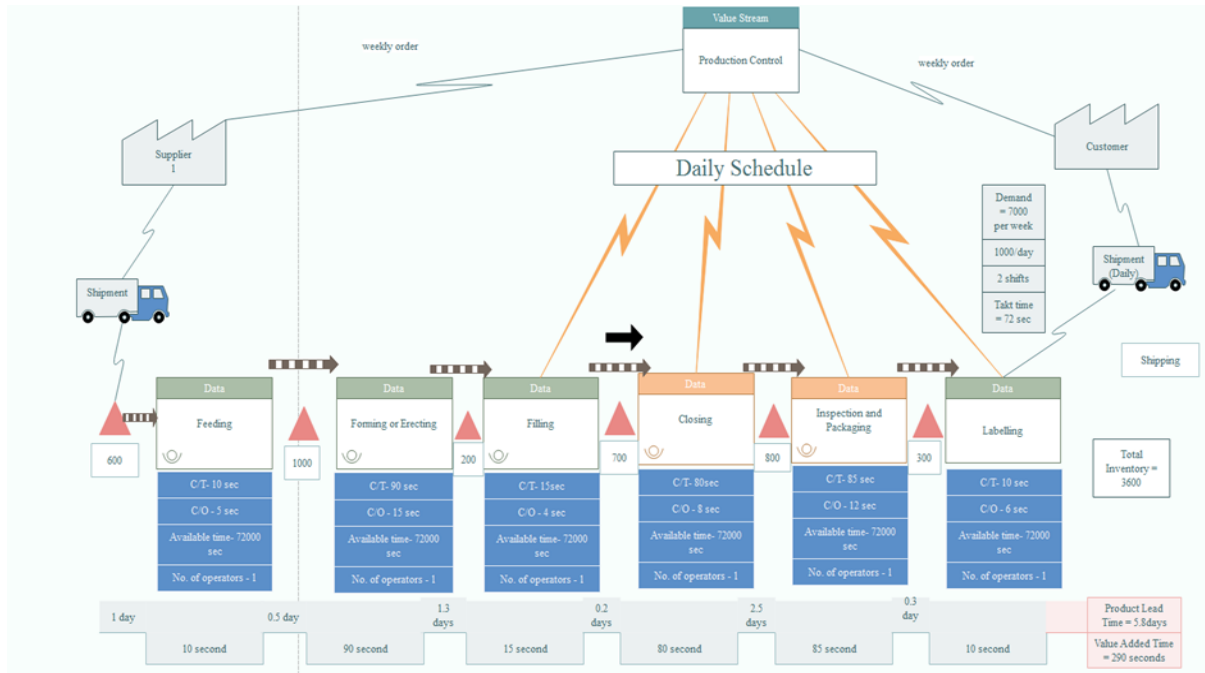 Value Stream
Production Control
weekly order
weekly order
Supplier
1
Customer
Daily Schedule
Demand
= 7000
per week
1000/day
2 shifts
Takt time
= 72 sec
Shipment
Shipment
(Daily)
Shipping
Data
Feeding
Data
Forming or Erecting
Data
Filling
Data
Closing
Data
Inspection and
Packaging
Data
Labelling
600
1000
200
700
800
300
Total
Inventory =
3600
C/T- 10 sec
C/O - 5 sec
Available time- 72000
sec
No. of operators - 1
C/T- 90 sec
C/O - 15 sec
Available time- 72000
sec
No. of operators - 1
C/T- 15sec
C/O - 4 sec
Available time- 72000
sec
No. of operators - 1
C/T- 80sec
C/O - 8 sec
Available time- 72000
sec
No. of operators - 1
C/T- 85 sec
C/O - 12 sec
Available time- 72000
sec
No. of operators - 1
C/T- 10 sec
C/O - 6 sec
Available time- 72000
sec
No. of operators - 1
1 day
0.5 day
1.3
days
0.2
days
2.5
days
0.3
day
10 second
90 second
15 second
80 second
85 second
10 second
Product Lead
Time = 5.8days
Value Added Time
= 290 seconds